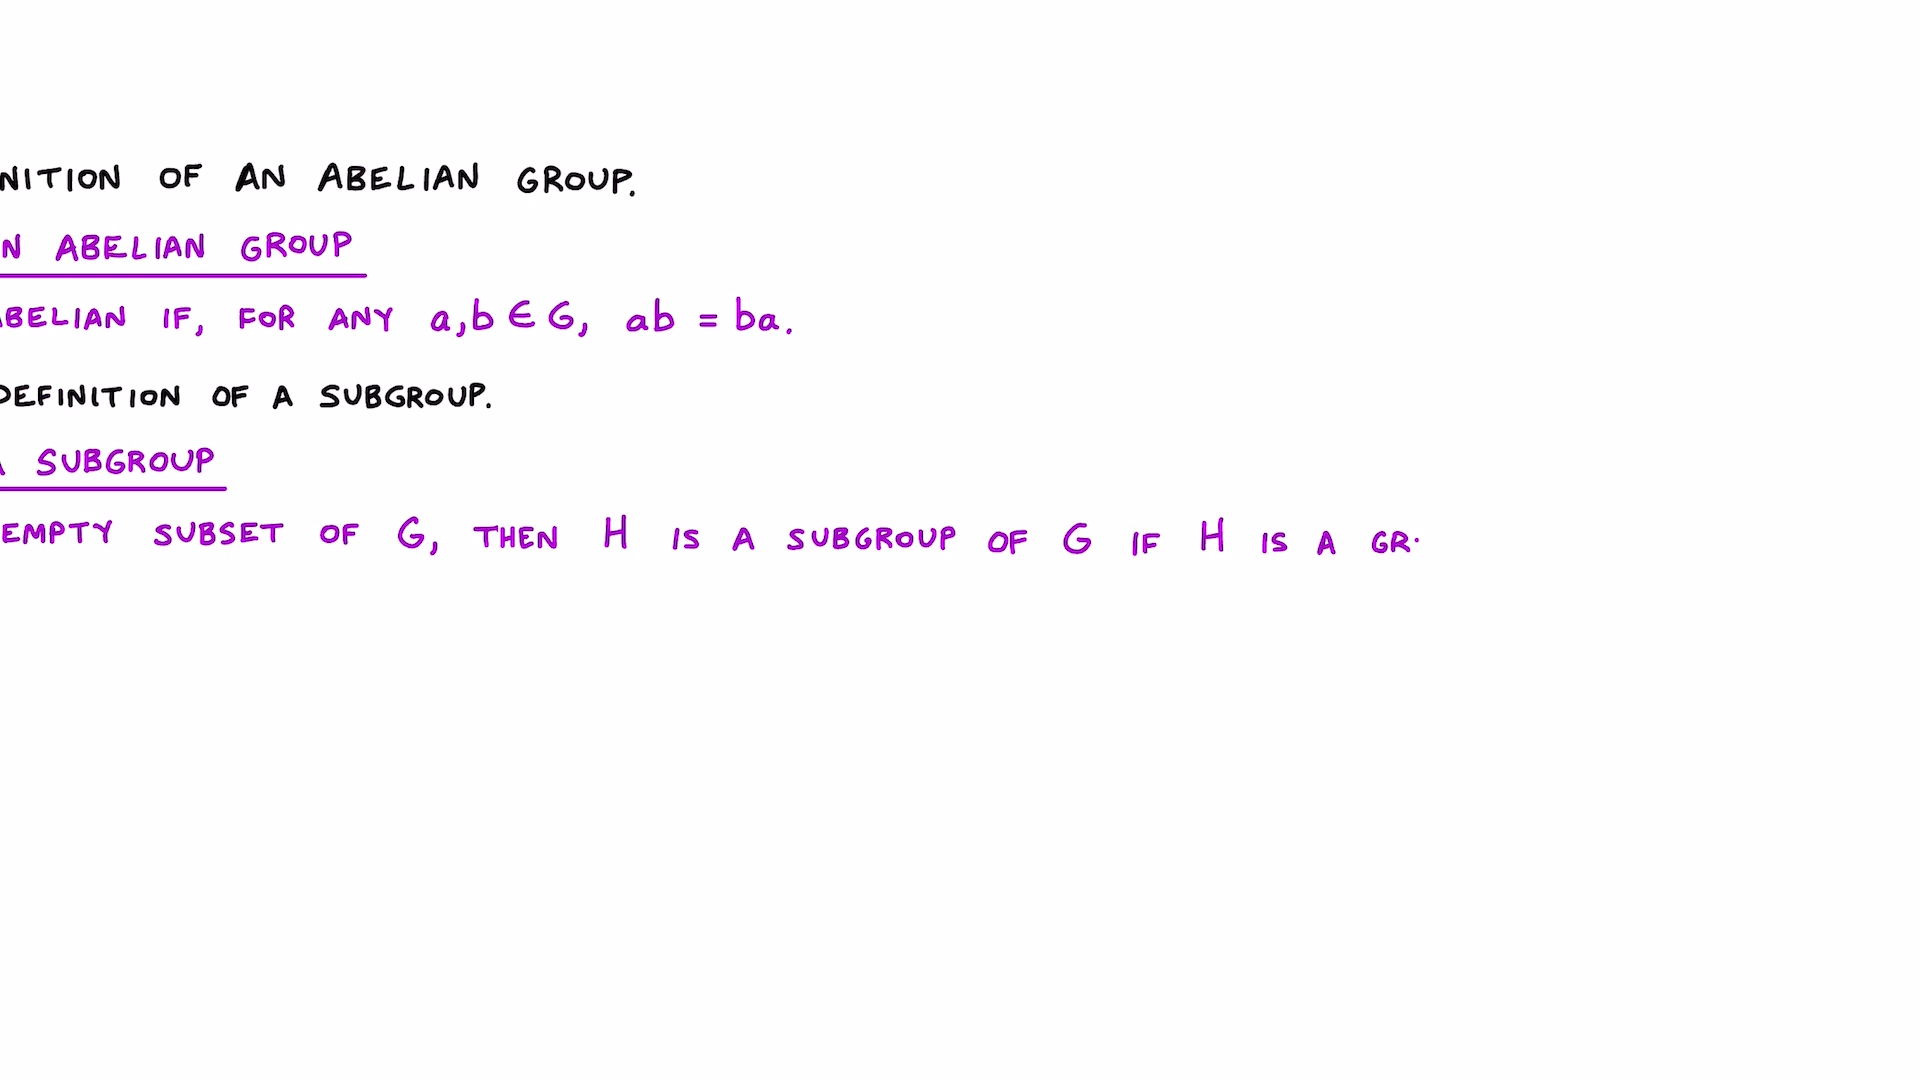 NITION OF AN ABELIAN GROUP.
N ABELIAN GROUP
ABELIAN IF, FOR ANY a,b ∈ G, ab = ba.
DEFINITION OF A SUBGROUP.
A SUBGROUP
EMPTY SUBSET OF G, THEN H IS A SUBGROUP OF G IF H IS A GR